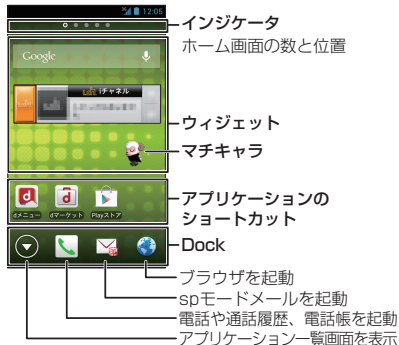 12:05
インジケータ
ホーム画面の数と位置
Google
iチャネル
ウィジェット
マチキャラ
アプリケーションの
ショートカット
dメニュー dマーケット Playストア
Dock
ブラウザを起動
spモードメールを起動
電話や通話履歴、電話帳を起動
アプリケーション一覧画面を表示